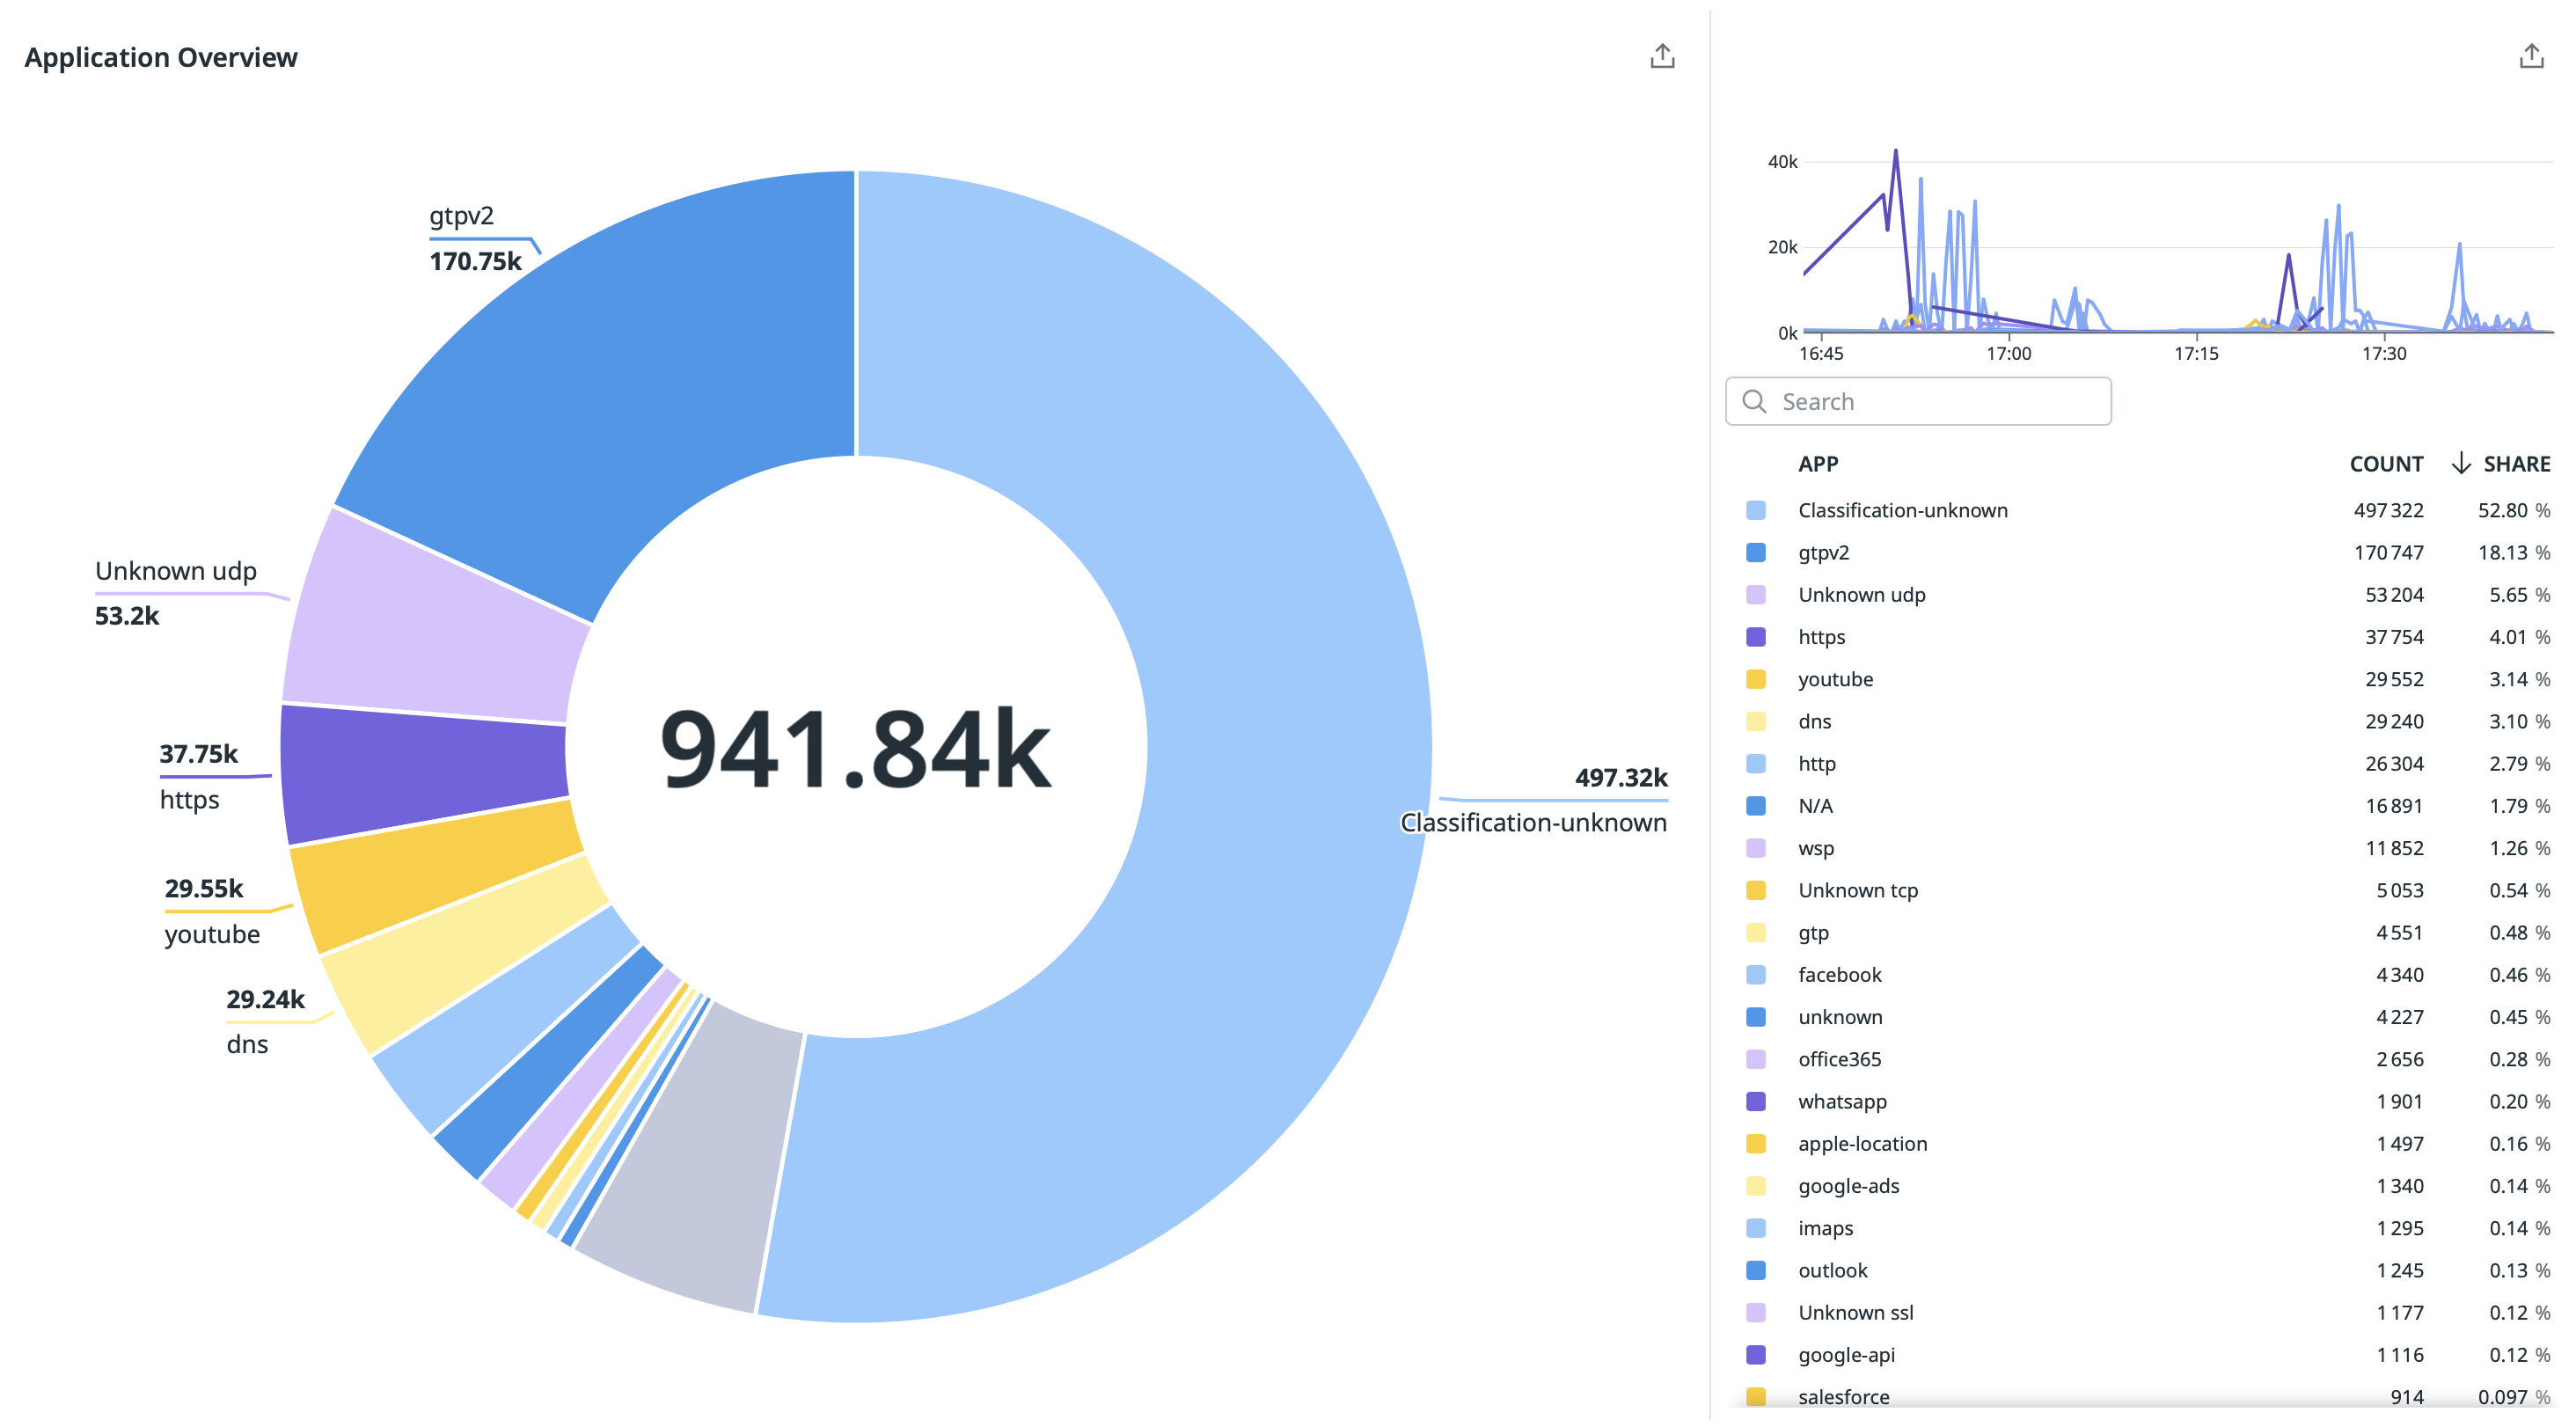 Application Overview
gtpv2
170.75k
Unknown udp
53.2k
37.75k
https
29.55k
youtube
29.24k
dns
941.84k
497.32k
Classification-unknown
40k
20k
0k
16:45 17:00 17:15 17:30
Search
APP COUNT SHARE
Classification-unknown 497 322 52.80 %
gtpv2 170 747 18.13 %
Unknown udp 53 204 5.65 %
https 37 754 4.01 %
youtube 29 552 3.14 %
dns 29 240 3.10 %
http 26 304 2.79 %
N/A 16 891 1.79 %
wsp 11 852 1.26 %
Unknown tcp 5 053 0.54 %
gtp 4 551 0.48 %
facebook 4 340 0.46 %
unknown 4 227 0.45 %
office365 2 656 0.28 %
whatsapp 1 901 0.20 %
apple-location 1 497 0.16 %
google-ads 1 340 0.14 %
imaps 1 295 0.14 %
outlook 1 245 0.13 %
Unknown ssl 1 177 0.12 %
google-api 1 116 0.12 %
salesforce 914 0.097 %